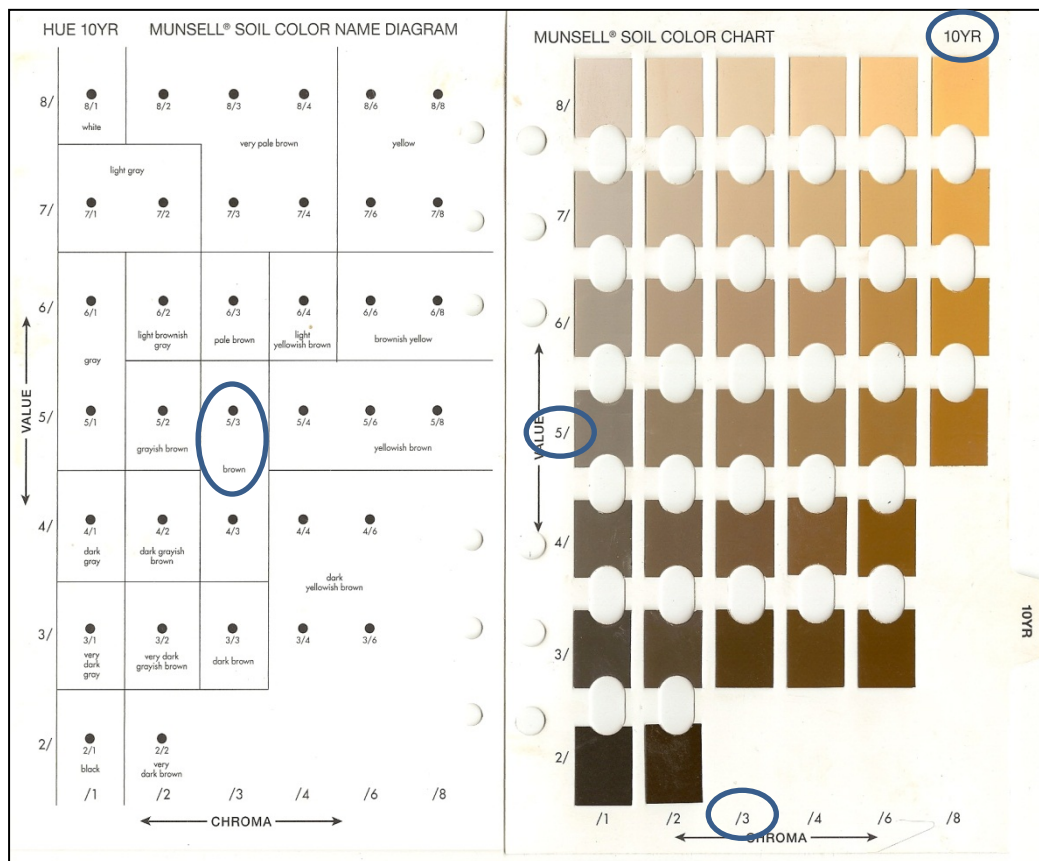 HUE 10YR MUNSELL® SOIL COLOR NAME DIAGRAM
8/
8/1 8/2 8/3 8/4 8/6 8/8
white
very pale brown
yellow
light gray
7/
7/1 7/2 7/3 7/4 7/6 7/8
6/
6/1 6/2 6/3 6/4 6/6 6/8
light brownish
gray
pale brown
light
yellowish brown
brownish yellow
gray
VALUE
5/
5/1 5/2 5/3 5/4 5/6 5/8
grayish brown
brown
yellowish brown
4/
4/1 4/2 4/3 4/4 4/6
dark
gray
dark grayish
brown
dark
yellowish brown
3/
3/1 3/2 3/3 3/4 3/6
very
dark
gray
very dark
grayish brown
dark brown
2/
2/1 2/2
black
very
dark brown
/1 /2 /3 /4 /6 /8
CHROMA
MUNSELL® SOIL COLOR CHART 10YR
8/
7/
6/
5/
VALUE
4/
3/
2/
/1 /2 /3 /4 /6 /8
CHROMA
10YR